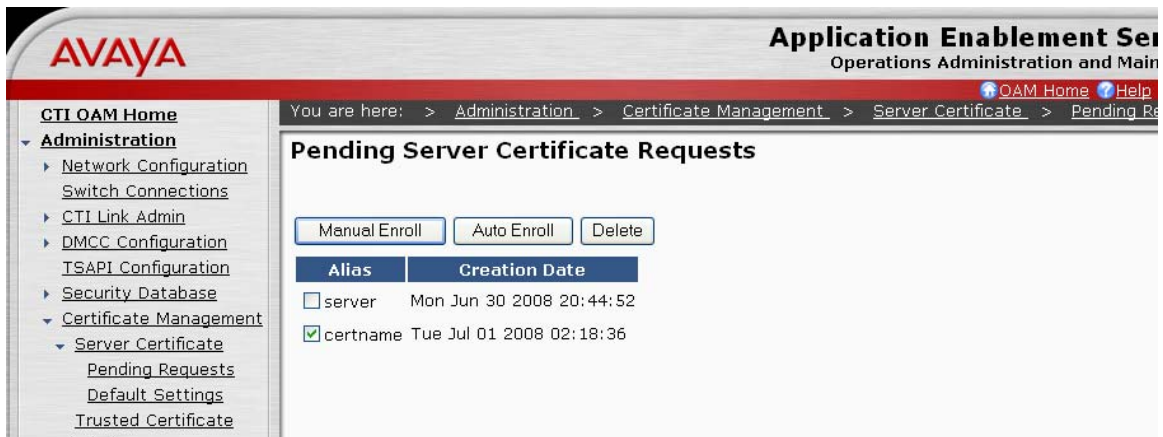 AVAYA
Application Enablement Ser
Operations Administration and Main
OAM Home ?Help
CTI OAM Home
Administration
Network Configuration
Switch Connections
CTI Link Admin
DMCC Configuration
TSAPI Configuration
Security Database
Certificate Management
Server Certificate
Pending Requests
Default Settings
Trusted Certificate
You are here: > Administration > Certificate Management > Server Certificate > Pending Re
Pending Server Certificate Requests
Manual Enroll Auto Enroll Delete
Alias Creation Date
server Mon Jun 30 2008 20:44:52
certname Tue Jul 01 2008 02:18:36